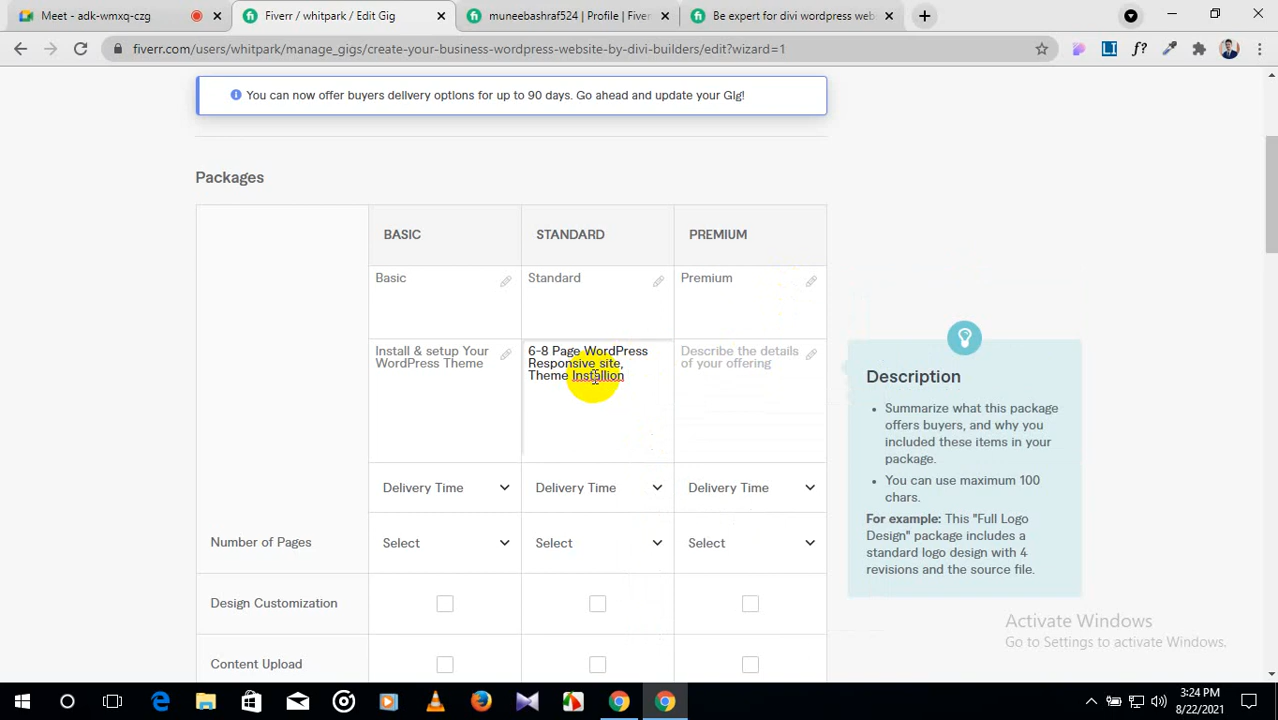 Meet - adk-wmxq-czg
Fiverr / whitpark / Edit Gig
muneebashraf524 | Profile | Fiver
Be expert for divi wordpress web
fiverr.com/users/whitpark/manage_gigs/create-your-business-wordpress-website-by-divi-builders/edit?wizard=1
You can now offer buyers delivery options for up to 90 days. Go ahead and update your Gig!
Packages
BASIC STANDARD PREMIUM
Basic Standard Premium
Install & setup Your
WordPress Theme
6-8 Page WordPress
Responsive site,
Theme Installion
Describe the details
of your offering
Delivery Time Delivery Time Delivery Time
Number of Pages Select Select Select
Design Customization
Content Upload
Description
• Summarize what this package
offers buyers, and why you
included these items in your
package.
• You can use maximum 100
chars.
For example: This "Full Logo
Design" package includes a
standard logo design with 4
revisions and the source file.
Activate Windows
Go to Settings to activate Windows.
3:24 PM
8/22/2021